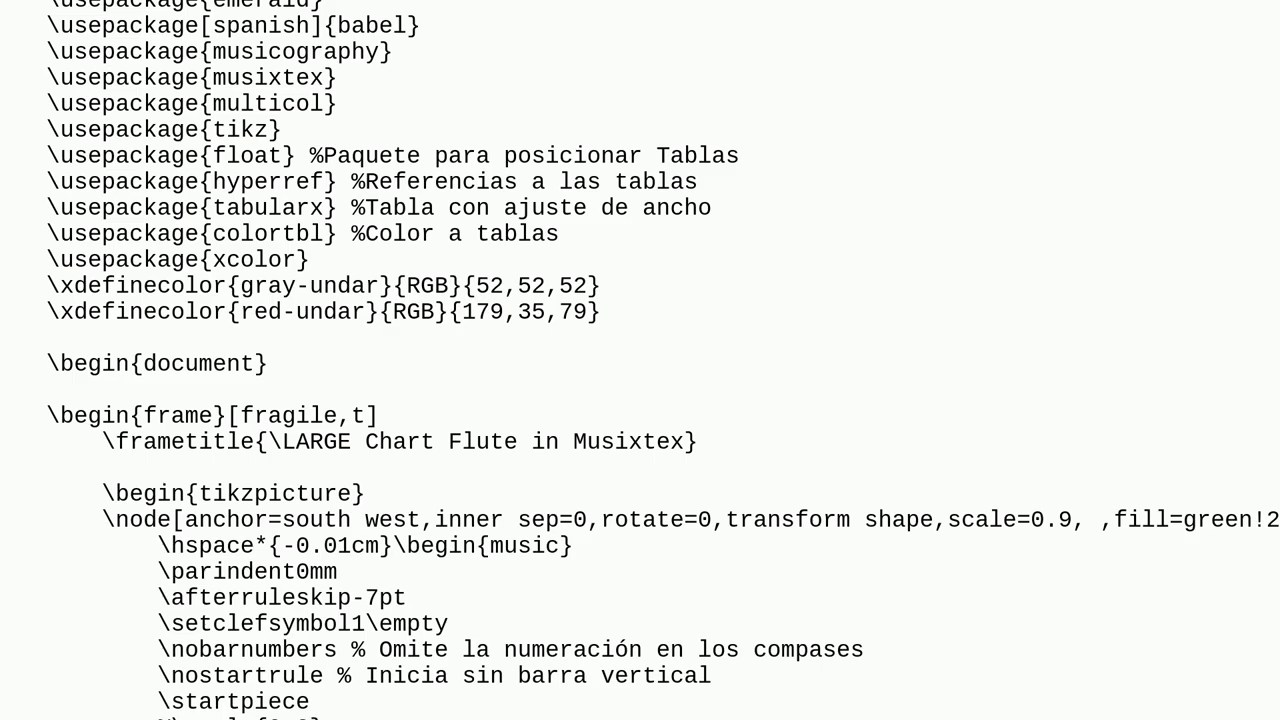 \usepackage{emerald}
\usepackage[spanish]{babel}
\usepackage{musicography}
\usepackage{musixtex}
\usepackage{multicol}
\usepackage{tikz}
\usepackage{float} %Paquete para posicionar Tablas
\usepackage{hyperref} %Referencias a las tablas
\usepackage{tabularx} %Tabla con ajuste de ancho
\usepackage{colortbl} %Color a tablas
\usepackage{xcolor}
\xdefinecolor{gray-undar}{RGB}{52,52,52}
\xdefinecolor{red-undar}{RGB}{179,35,79}
\begin{document}
\begin{frame}[fragile,t]
\frametitle{\LARGE Chart Flute in Musixtex}
\begin{tikzpicture}
\node[anchor=south west,inner sep=0,rotate=0,transform shape,scale=0.9, ,fill=green!2
\hspace*{-0.01cm}\begin{music}
\parindent0mm
\afterruleskip-7pt
\setclefsymbol1\empty
\nobarnumbers % Omite la numeración en los compases
\nostartrule % Inicia sin barra vertical
\startpiece